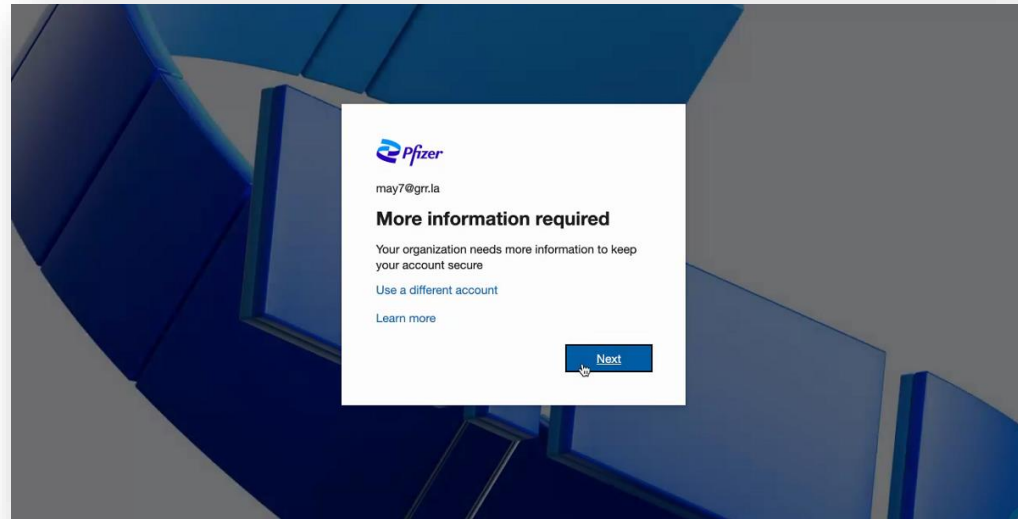 Pfizer
may7@grr.la
More information required
Your organization needs more information to keep
your account secure
Use a different account
Learn more
Next